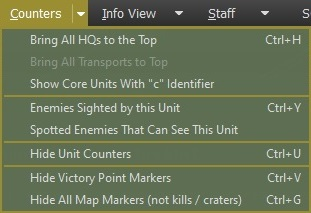 Counters Info View Staff
Bring All HQs to the Top Ctrl+H
Bring All Transports to Top
Show Core Units With "c" Identifier
Enemies Sighted by this Unit Ctrl+Y
Spotted Enemies That Can See This Unit
Hide Unit Counters Ctrl+U
Hide Victory Point Markers Ctrl+V
Hide All Map Markers (not kills / craters) Ctrl+G